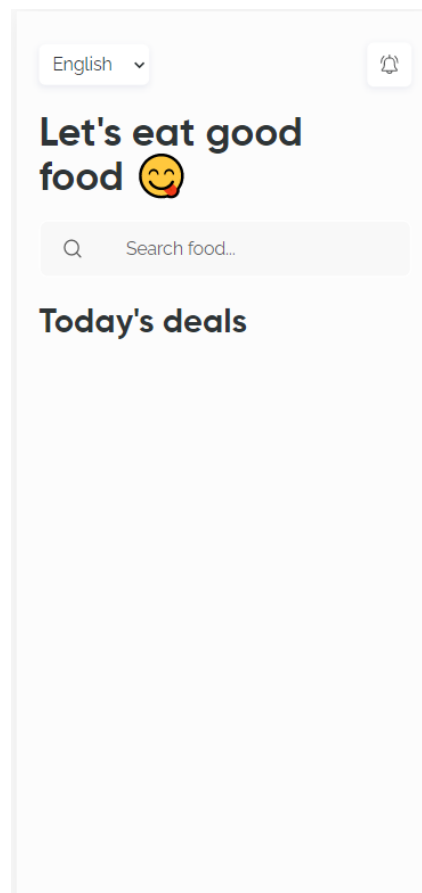 English
Let's eat good
food 😋
Search food...
Today's deals